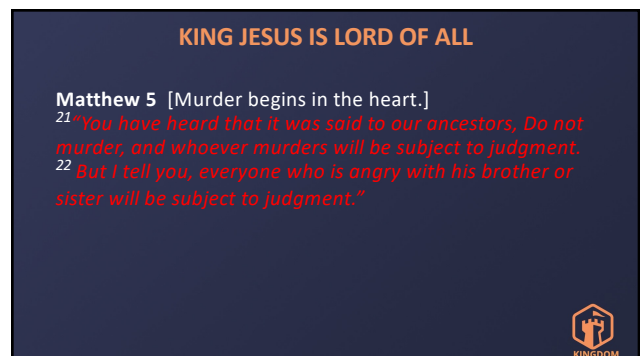 KING JESUS IS LORD OF ALL
Matthew 5 [Murder begins in the heart.]
21“You have heard that it was said to our ancestors, Do not
murder, and whoever murders will be subject to judgment.
22 But I tell you, everyone who is angry with his brother or
sister will be subject to judgment.”
KINGDOM